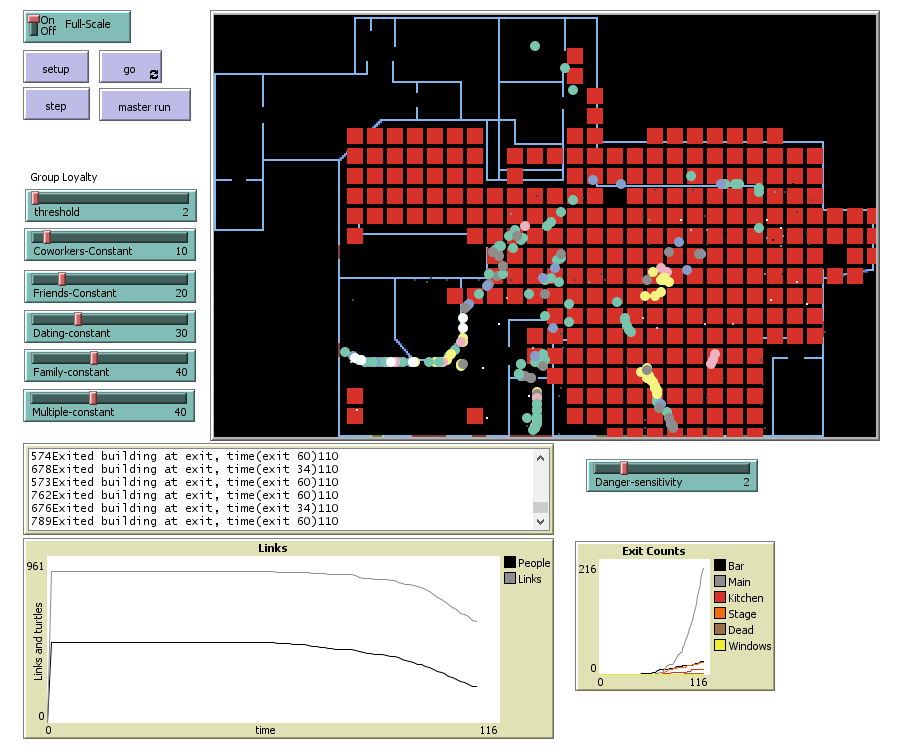 On
Off
Full-Scale
setup
go
step
master run
Group Loyalty
threshold 2
Coworkers-Constant 10
Friends-Constant 20
Dating-constant 30
Family-constant 40
Multiple-constant 40
574Exited building at exit, time(exit 60)110
678Exited building at exit, time(exit 34)110
573Exited building at exit, time(exit 60)110
762Exited building at exit, time(exit 60)110
676Exited building at exit, time(exit 34)110
789Exited building at exit, time(exit 60)110
Danger-sensitivity 2
Links
961
Links and turtles
0
0
time
116
People
Links
Exit Counts
216
0
0
116
Bar
Main
Kitchen
Stage
Dead
Windows